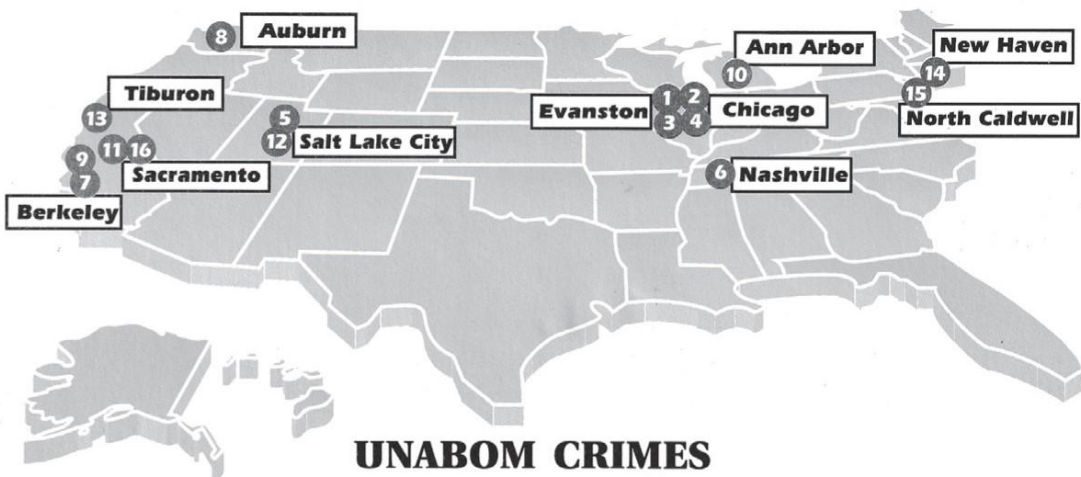 8
Auburn
Ann Arbor
10
New Haven
14
15
North Caldwell
Tiburon
13
Evanston
1
2
3
4
Chicago
5
12
Salt Lake City
11
16
Sacramento
9
7
Berkeley
6
Nashville
UNABOM CRIMES